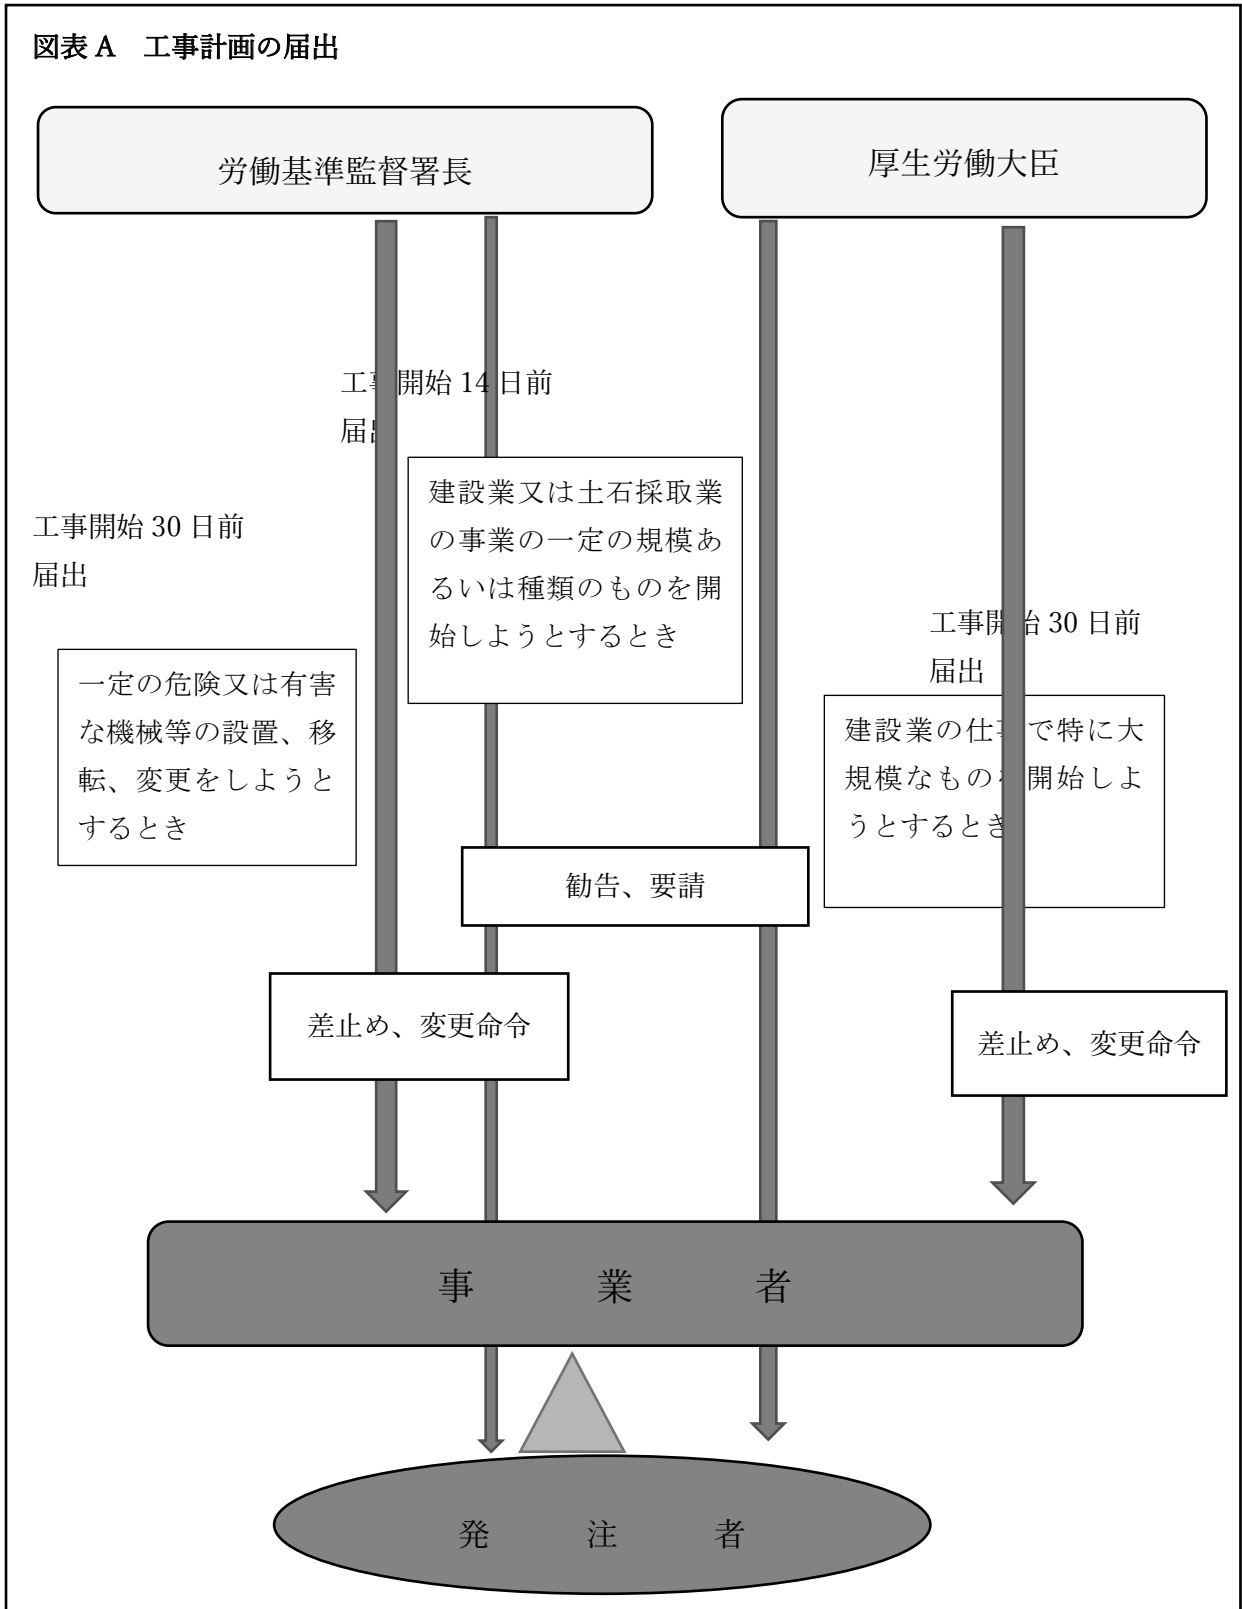 図表 A　工事計画の届出
労働基準監督署長
厚生労働大臣
工事開始 14 日前
届出
建設業又は土石採取業
の事業の一定の規模あ
るいは種類のものを開
始しようとするとき
工事開始 30 日前
届出
一定の危険又は有害
な機械等の設置、移
転、変更をしようと
するとき
工事開始 30 日前
届出
建設業の仕事で特に大
規模なものを開始しよ
うとするとき
勧告、要請
差止め、変更命令
差止め、変更命令
事　業　者
発　注　者